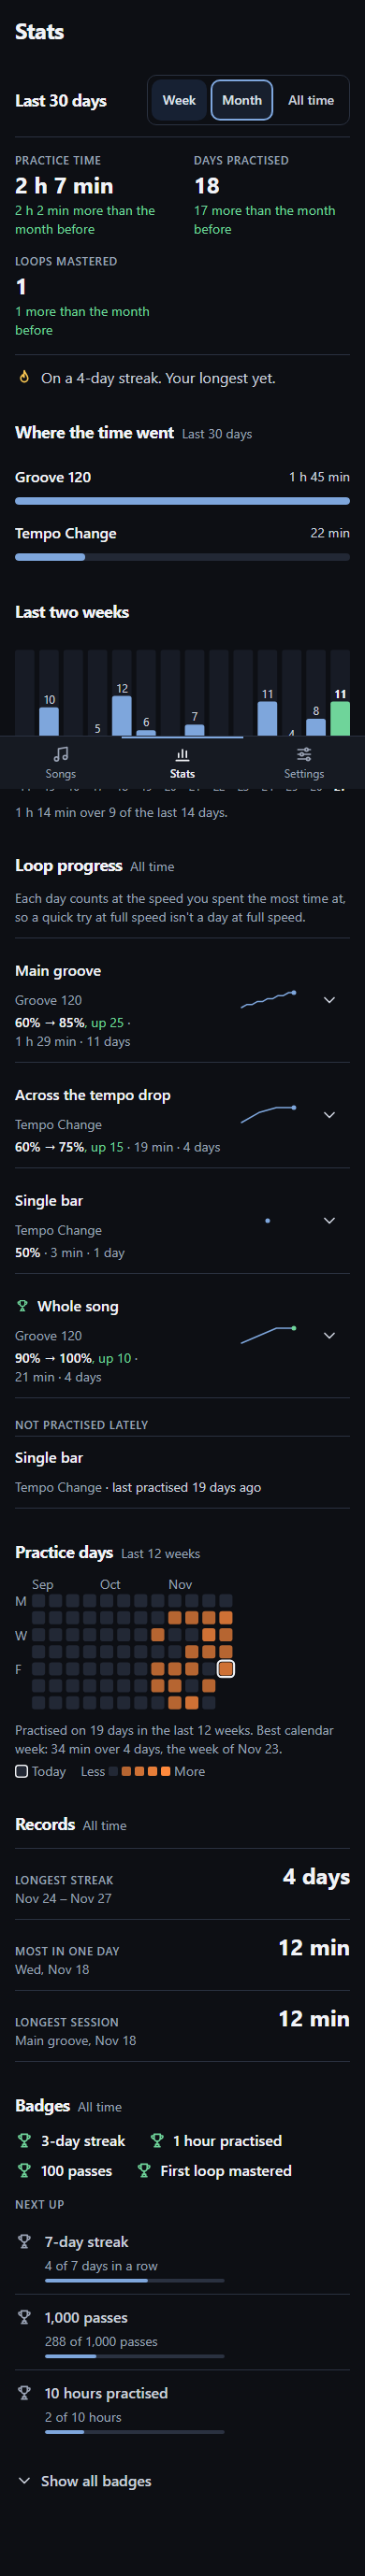 Stats
Last 30 days
Week
Month
All time
PRACTICE TIME
2 h 7 min
2 h 2 min more than the
month before
DAYS PRACTISED
18
17 more than the month
before
LOOPS MASTERED
1
1 more than the month
before
On a 4-day streak. Your longest yet.
Where the time went Last 30 days
Groove 120 1 h 45 min
Tempo Change 22 min
Last two weeks
10 5 12 6 7 11 4 8 11
Songs
Stats
Settings
1 h 14 min over 9 of the last 14 days.
Loop progress All time
Each day counts at the speed you spent the most time at,
so a quick try at full speed isn't a day at full speed.
Main groove
Groove 120
60% → 85%, up 25 ·
1 h 29 min · 11 days
Across the tempo drop
Tempo Change
60% → 75%, up 15 · 19 min · 4 days
Single bar
Tempo Change
50% · 3 min · 1 day
Whole song
Groove 120
90% → 100%, up 10 ·
21 min · 4 days
NOT PRACTISED LATELY
Single bar
Tempo Change · last practised 19 days ago
Practice days Last 12 weeks
Sep Oct Nov
M
W
F
Practised on 19 days in the last 12 weeks. Best calendar
week: 34 min over 4 days, the week of Nov 23.
Today Less More
Records All time
LONGEST STREAK
Nov 24 – Nov 27
4 days
MOST IN ONE DAY
Wed, Nov 18
12 min
LONGEST SESSION
Main groove, Nov 18
12 min
Badges All time
3-day streak
1 hour practised
100 passes
First loop mastered
NEXT UP
7-day streak
4 of 7 days in a row
1,000 passes
288 of 1,000 passes
10 hours practised
2 of 10 hours
Show all badges